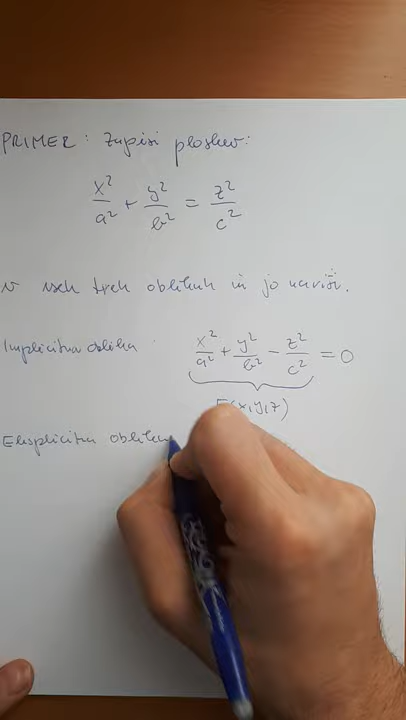 PRIMER: Zapiši ploskev:
x²/a² + y²/b² = z²/c²
v vseh treh oblikah in jo nariši.
Implicitna oblika: x²/a² + y²/b² - z²/c² = 0
F(x,y,z)
Eksplicitna oblika